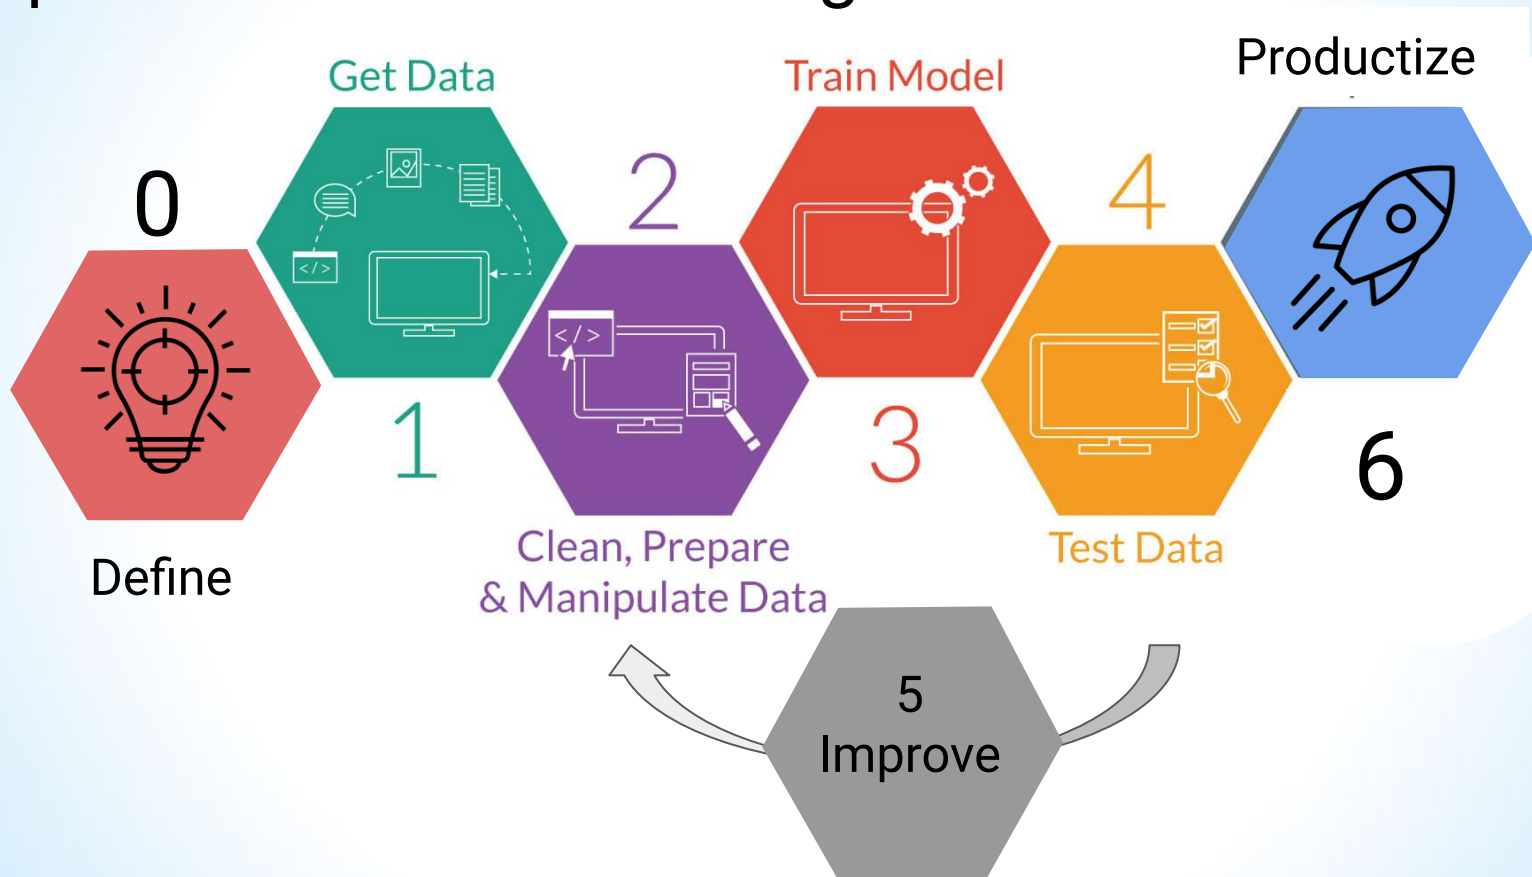 Productize
Get Data
Train Model
0
2
4
</>
</>
1
3
6
Clean, Prepare
& Manipulate Data
Test Data
Define
5
Improve